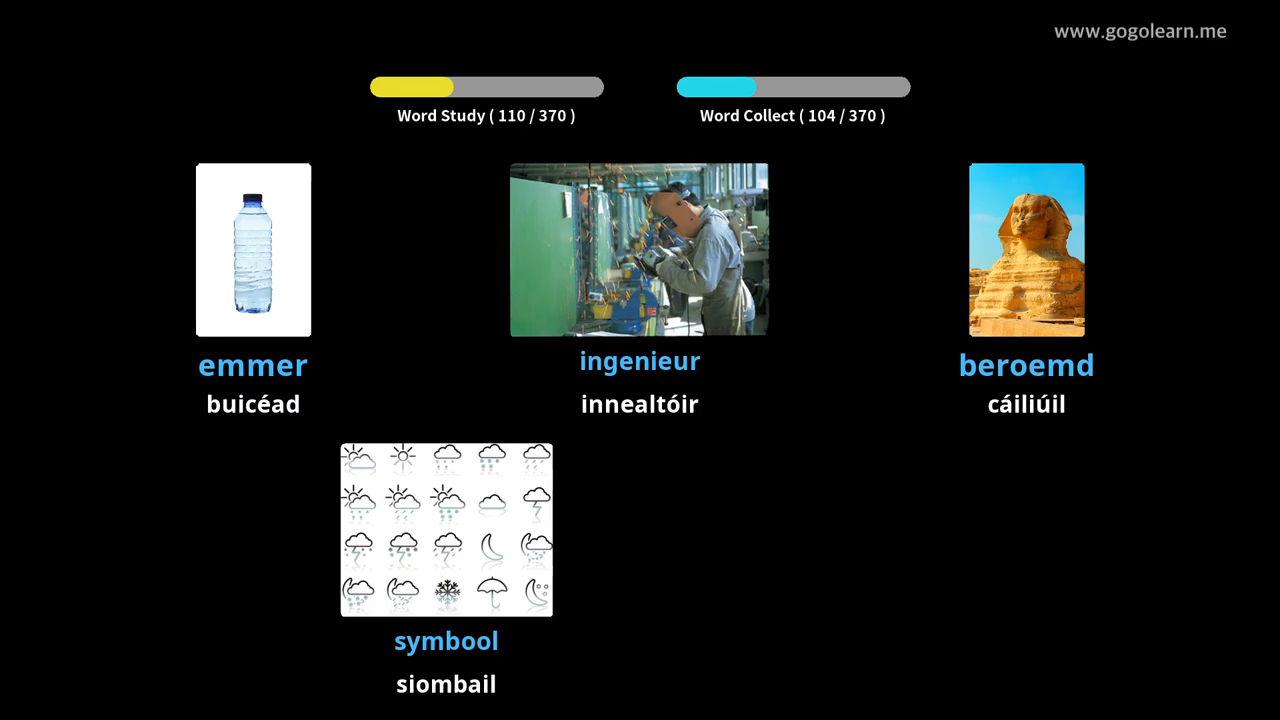 www.gogolearn.me
Word Study ( 110 / 370 )
Word Collect ( 104 / 370 )
emmer
buicéad
ingenieur
innealtóir
beroemd
cáiliúil
symbool
siombail